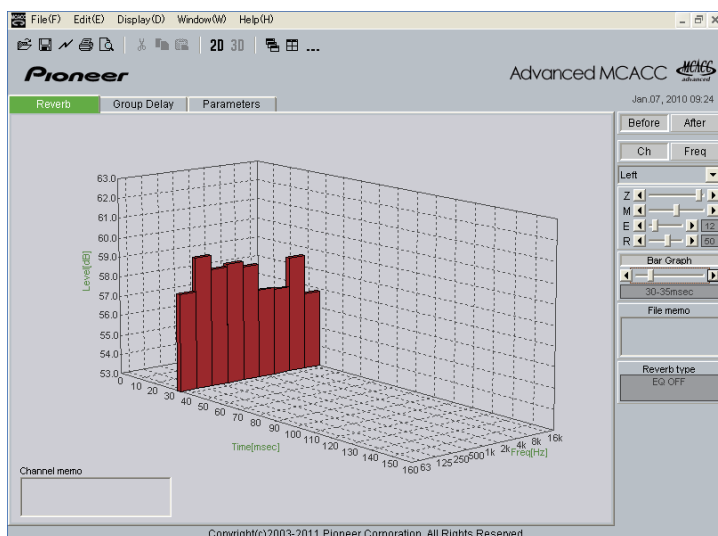 File(F) Edit(E) Display(D) Window(W) Help(H)
2D 3D ...
Pioneer
Advanced MCACC MCACC advanced
Reverb Group Delay Parameters
Jan.07, 2010 09:24
Before After
Ch Freq
Left
Z
M
E 12
R 50
Bar Graph
30-35msec
File memo
Reverb type
EQ OFF
Level[dB]
63.0
62.0
61.0
60.0
59.0
58.0
57.0
56.0
55.0
54.0
53.0
0 10 20 30 40 50 60 70 80 90 100 110 120 130 140 150 160
Time[msec]
63 125 250 500 1k 2k 4k 8k 16k
Freq[Hz]
Channel memo
Copyright(c)2003-2011 Pioneer Corporation. All Rights Reserved.